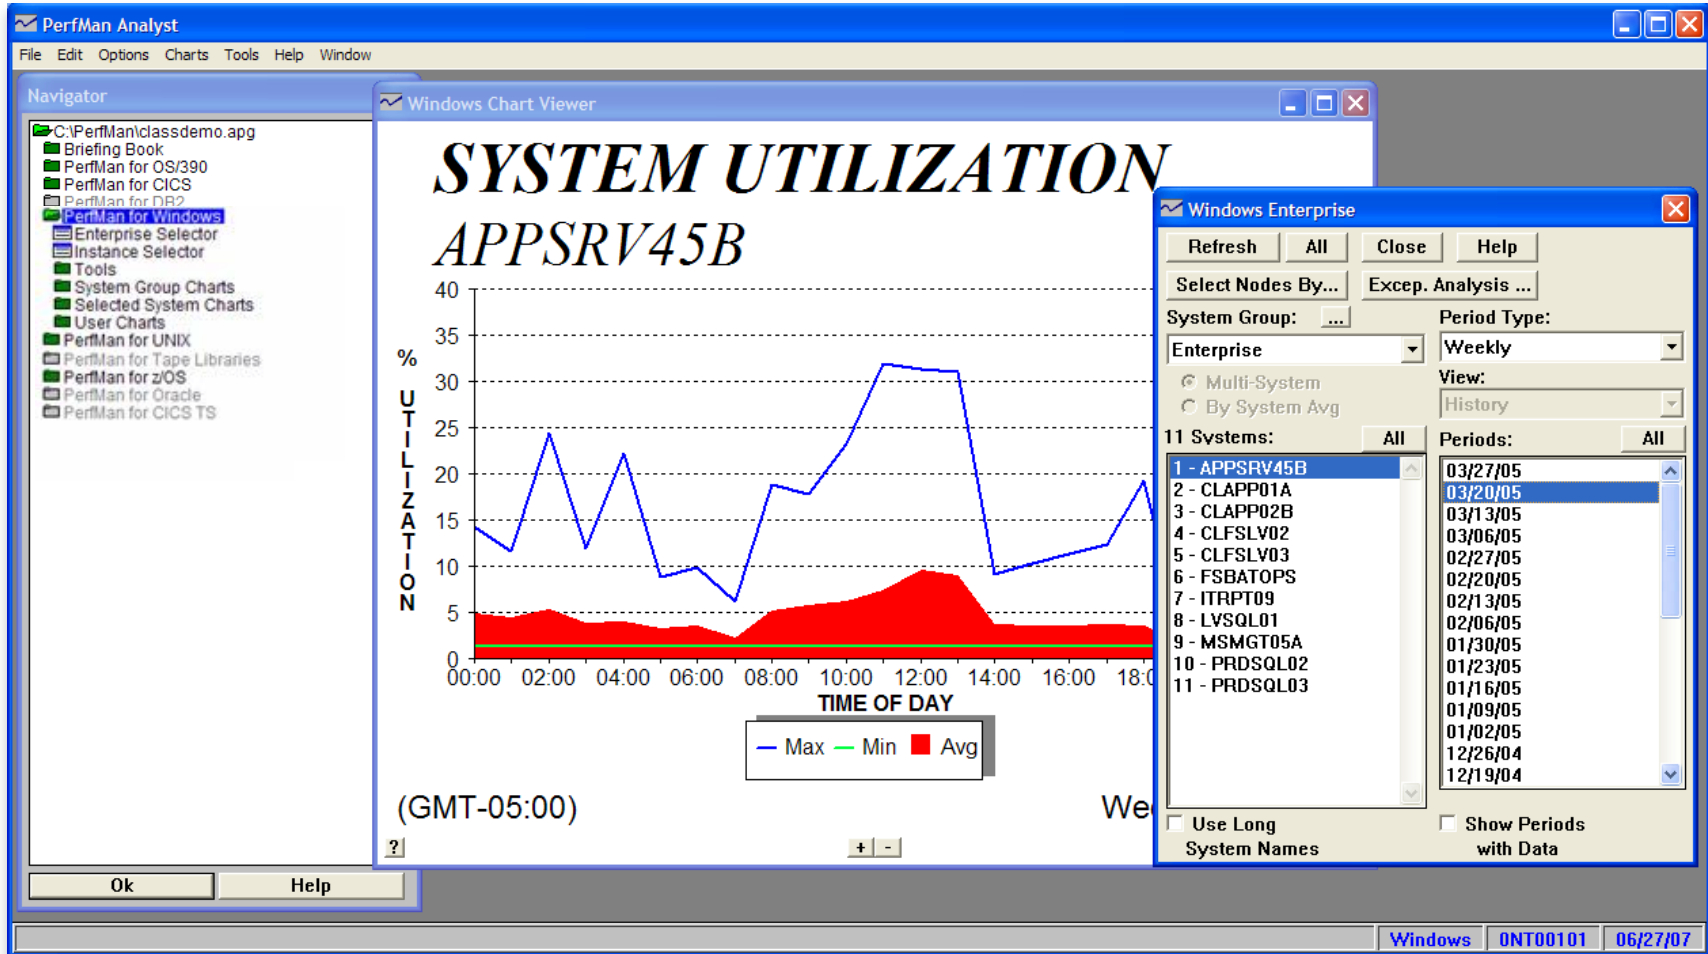 PerfMan Analyst
File Edit Options Charts Tools Help Window
Navigator
C:\PerfMan\classdemo.apg
Briefing Book
PerfMan for OS/390
PerfMan for CICS
PerfMan for DB2
PerfMan for Windows
Enterprise Selector
Instance Selector
Tools
System Group Charts
Selected System Charts
User Charts
PerfMan for UNIX
PerfMan for Tape Libraries
PerfMan for z/OS
PerfMan for Oracle
PerfMan for CICS TS
Ok Help
Windows Chart Viewer
SYSTEM UTILIZATION
APPSRV45B
% UTILIZATION
40
35
30
25
20
15
10
5
0
00:00 02:00 04:00 06:00 08:00 10:00 12:00 14:00 16:00
TIME OF DAY
Max Min Avg
(GMT-05:00)
? + -
Windows Enterprise
Refresh All Close Help
Select Nodes By... Excep. Analysis ...
System Group: ... Period Type:
Enterprise Weekly
Multi-System View:
By System Avg History
11 Systems: All Periods: All
1 - APPSRV45B
2 - CLAPP01A
3 - CLAPP02B
4 - CLFSLV02
5 - CLFSLV03
6 - FSBATOPS
7 - ITRPT09
8 - LVSQL01
9 - MSMGT05A
10 - PRDSQL02
11 - PRDSQL03
03/27/05
03/20/05
03/13/05
03/06/05
02/27/05
02/20/05
02/13/05
02/06/05
01/30/05
01/23/05
01/16/05
01/09/05
01/02/05
12/26/04
12/19/04
Use Long
System Names
Show Periods
with Data
Windows 0NT00101 06/27/07